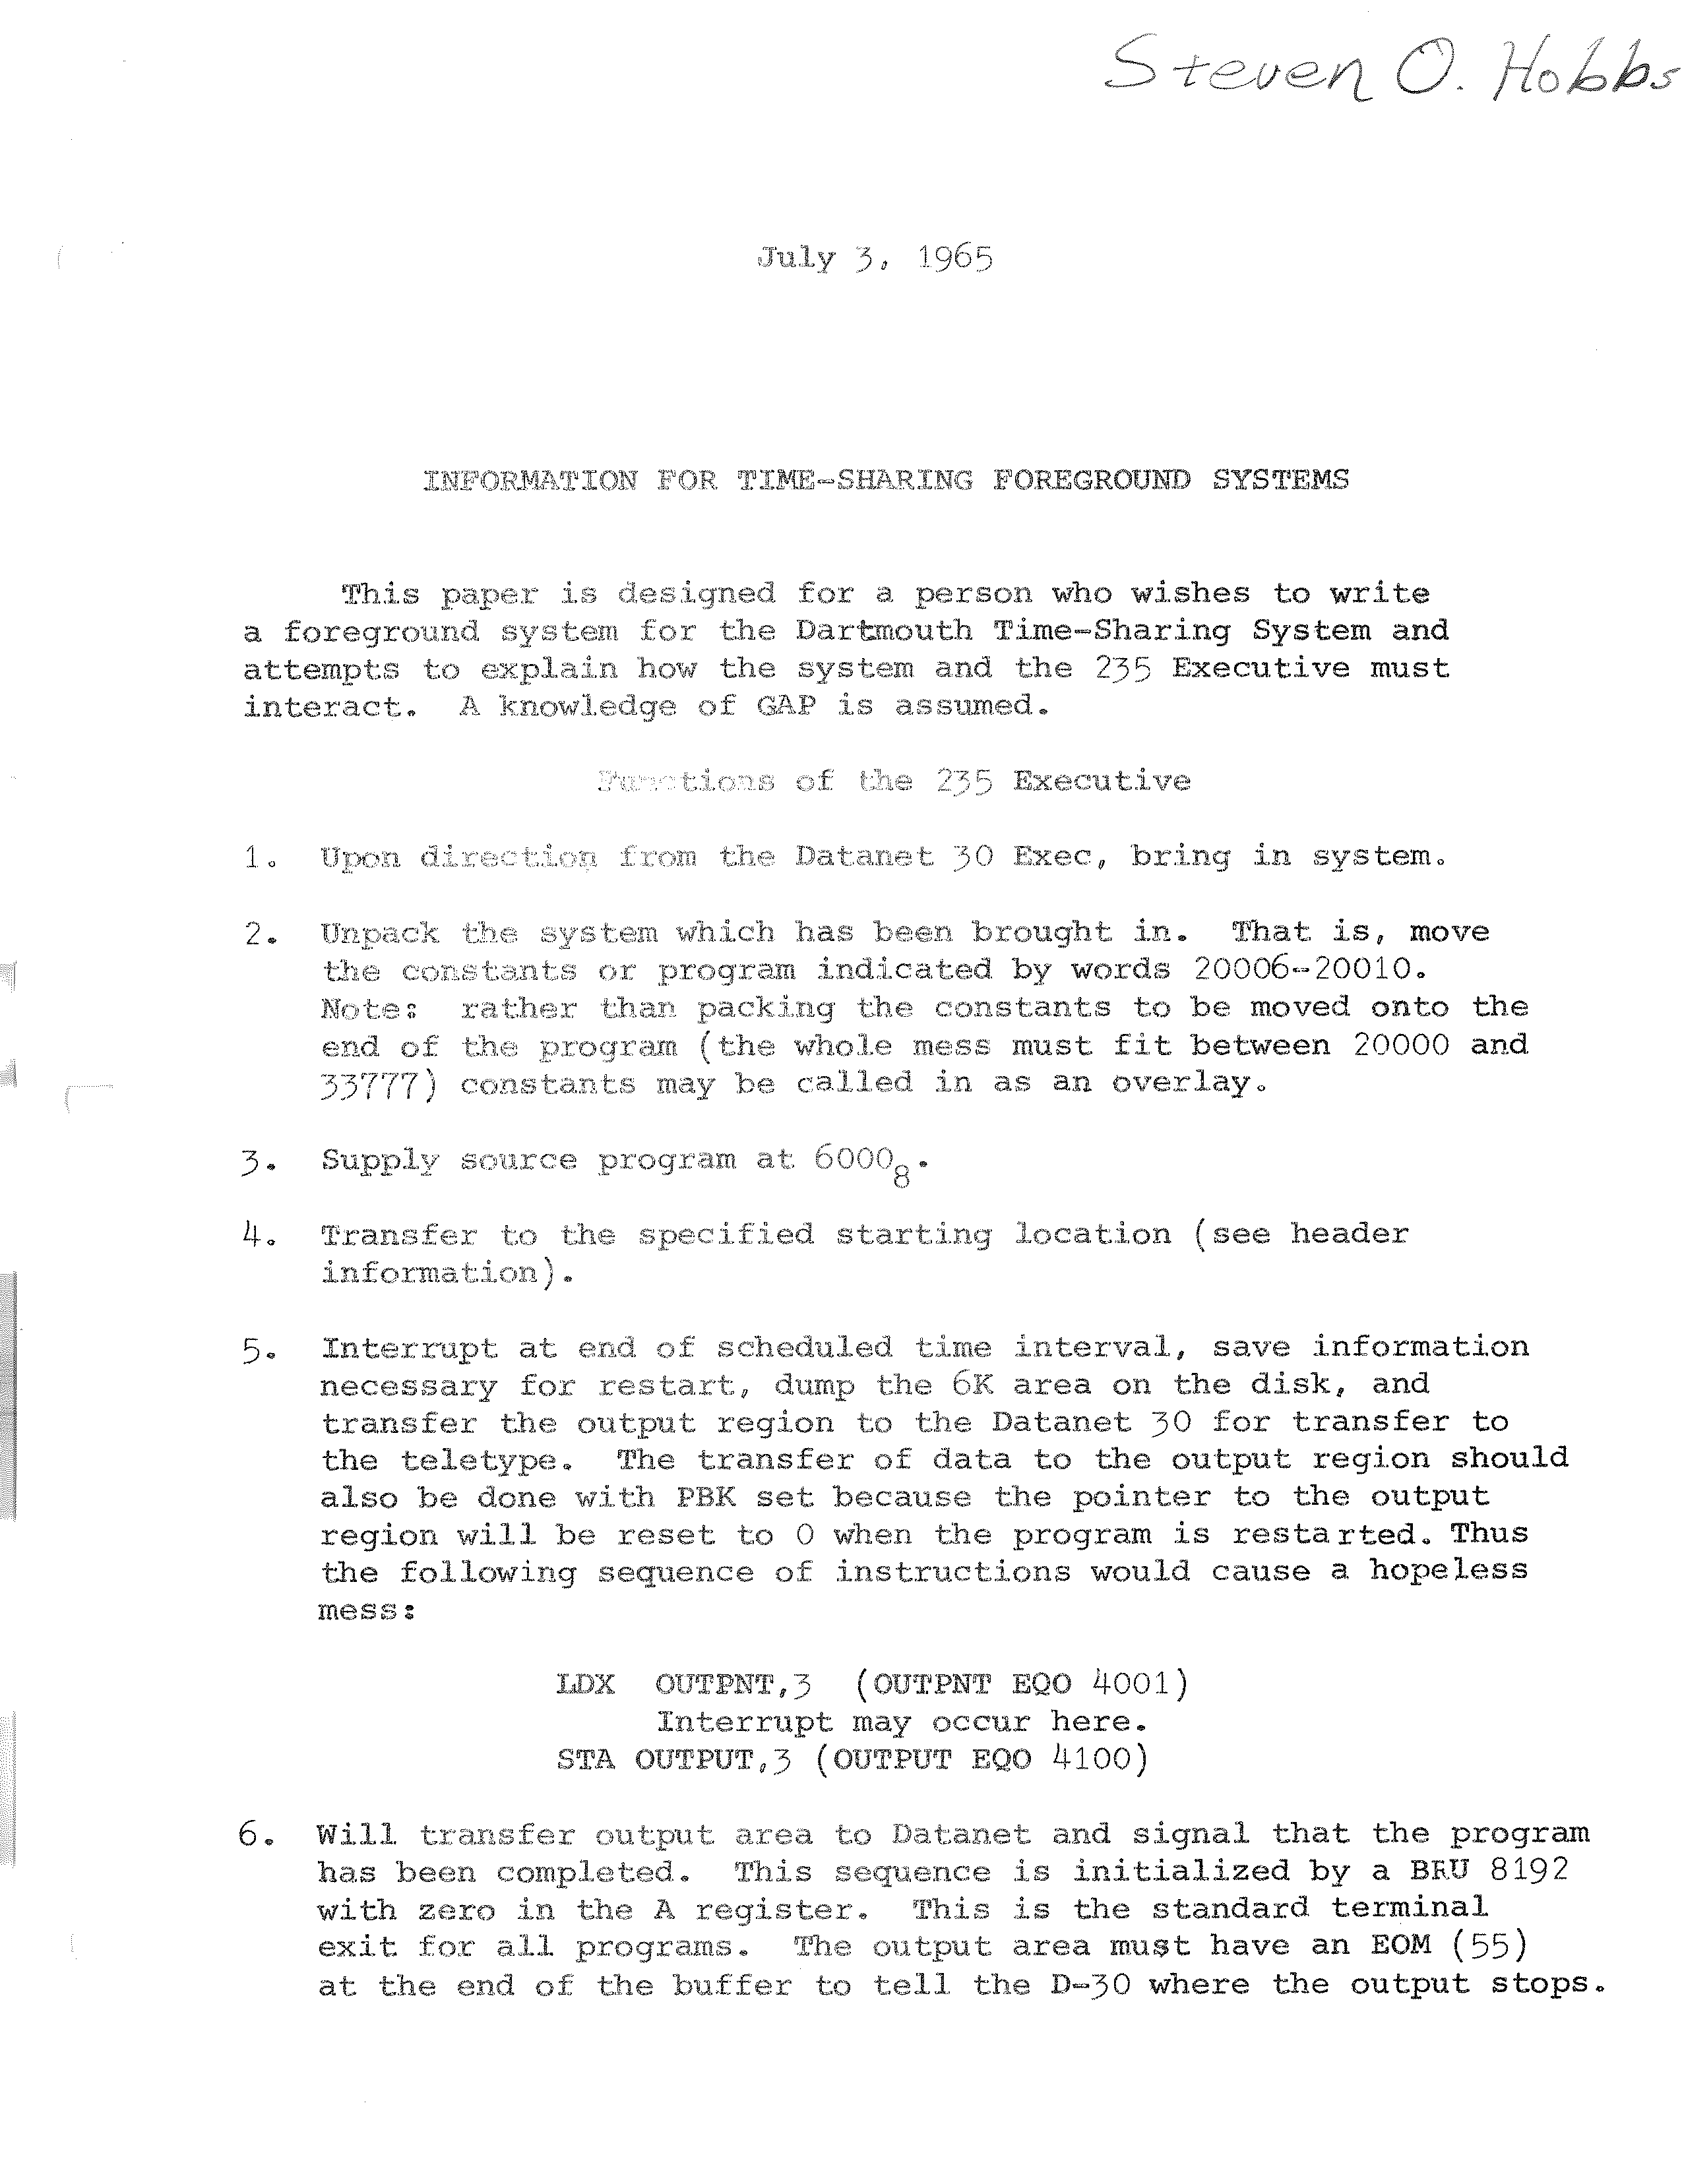 Steven O. Hobbs
July 3, 1965
INFORMATION FOR TIME-SHARING FOREGROUND SYSTEMS
This paper is designed for a person who wishes to write
a foreground system for the Dartmouth Time-Sharing System and
attempts to explain how the system and the 235 Executive must
interact. A knowledge of GAP is assumed.
Functions of the 235 Executive
1. Upon direction from the Datanet 30 Exec, bring in system.
2. Unpack the system which has been brought in. That is, move
the constants or program indicated by words 20006-20010.
Note: rather than packing the constants to be moved onto the
end of the program (the whole mess must fit between 20000 and
33777) constants may be called in as an overlay.
3. Supply source program at 6000₈.
4. Transfer to the specified starting location (see header
information).
5. Interrupt at end of scheduled time interval, save information
necessary for restart, dump the 6K area on the disk, and
transfer the output region to the Datanet 30 for transfer to
the teletype. The transfer of data to the output region should
also be done with PBK set because the pointer to the output
region will be reset to 0 when the program is restarted. Thus
the following sequence of instructions would cause a hopeless
mess:
LDX OUTPNT,3 (OUTPNT EQO 4001)
Interrupt may occur here.
STA OUTPUT,3 (OUTPUT EQO 4100)
6. Will transfer output area to Datanet and signal that the program
has been completed. This sequence is initialized by a BRU 8192
with zero in the A register. This is the standard terminal
exit for all programs. The output area must have an EOM (55)
at the end of the buffer to tell the D-30 where the output stops.